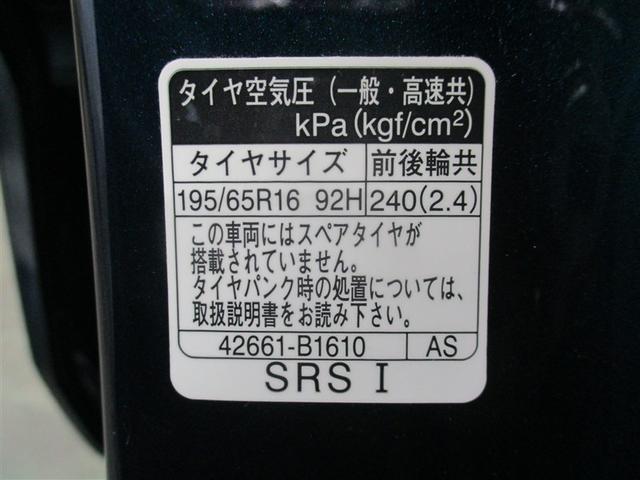 タイヤ空気圧（一般・高速共）
kPa(kgf/cm²)
タイヤサイズ 前後輪共
195/65R16 92H 240(2.4)
この車両にはスペアタイヤが
搭載されていません。
タイヤパンク時の処置については、
取扱説明書をお読み下さい。
42661-B1610 AS
SRS I